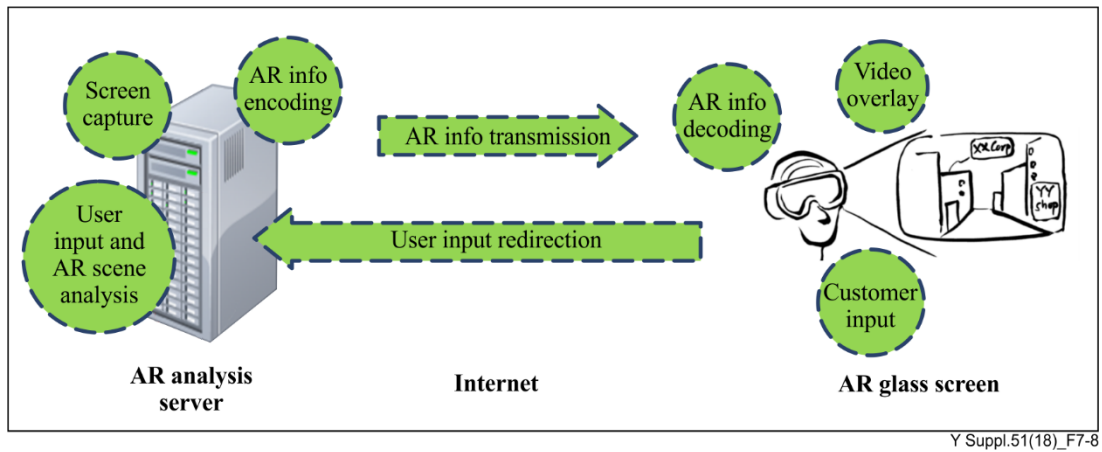 Screen
capture
AR info
encoding
AR info transmission
AR info
decoding
Video
overlay
XX Corp
YY
shop
User
input and
AR scene
analysis
User input redirection
Customer
input
AR analysis
server
Internet
AR glass screen
Y Suppl.51(18)_F7-8